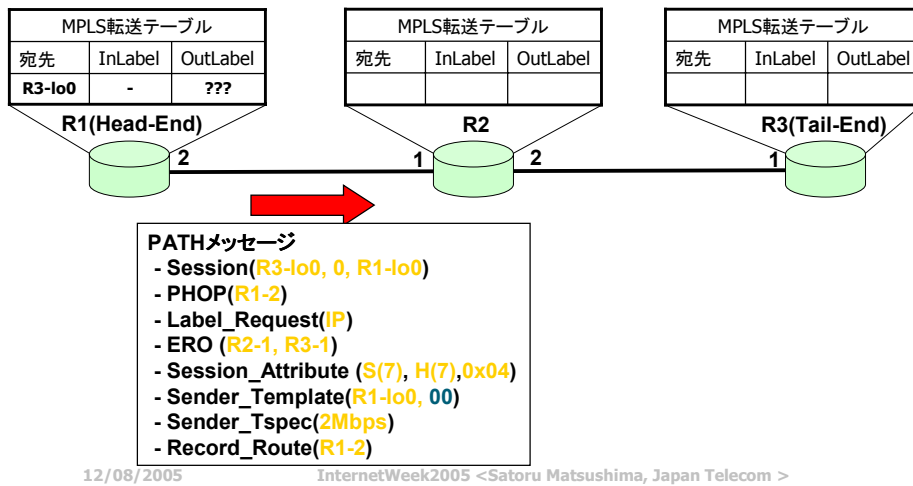 MPLS転送テーブル
宛先 InLabel OutLabel
R3-lo0 - ???
MPLS転送テーブル
宛先 InLabel OutLabel
MPLS転送テーブル
宛先 InLabel OutLabel
R1(Head-End)
R2
R3(Tail-End)
2
1
2
1
PATHメッセージ
- Session(R3-lo0, 0, R1-lo0)
- PHOP(R1-2)
- Label_Request(IP)
- ERO (R2-1, R3-1)
- Session_Attribute (S(7), H(7),0x04)
- Sender_Template(R1-lo0, 00)
- Sender_Tspec(2Mbps)
- Record_Route(R1-2)
12/08/2005 InternetWeek2005 <Satoru Matsushima, Japan Telecom >